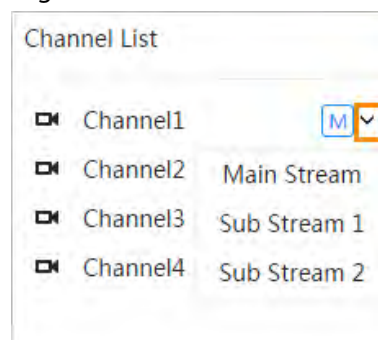 Channel List
Channel1 M
Channel2 Main Stream
Channel3 Sub Stream 1
Channel4 Sub Stream 2